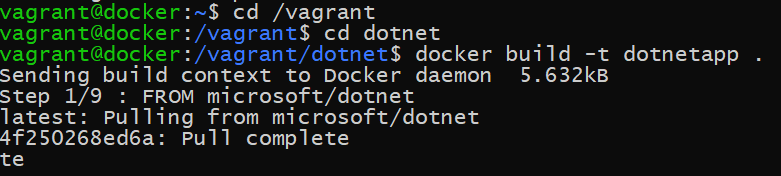 vagrant@docker:~$ cd /vagrant
vagrant@docker:/vagrant$ cd dotnet
vagrant@docker:/vagrant/dotnet$ docker build -t dotnetapp .
Sending build context to Docker daemon  5.632kB
Step 1/9 : FROM microsoft/dotnet
latest: Pulling from microsoft/dotnet
4f250268ed6a: Pull complete
te